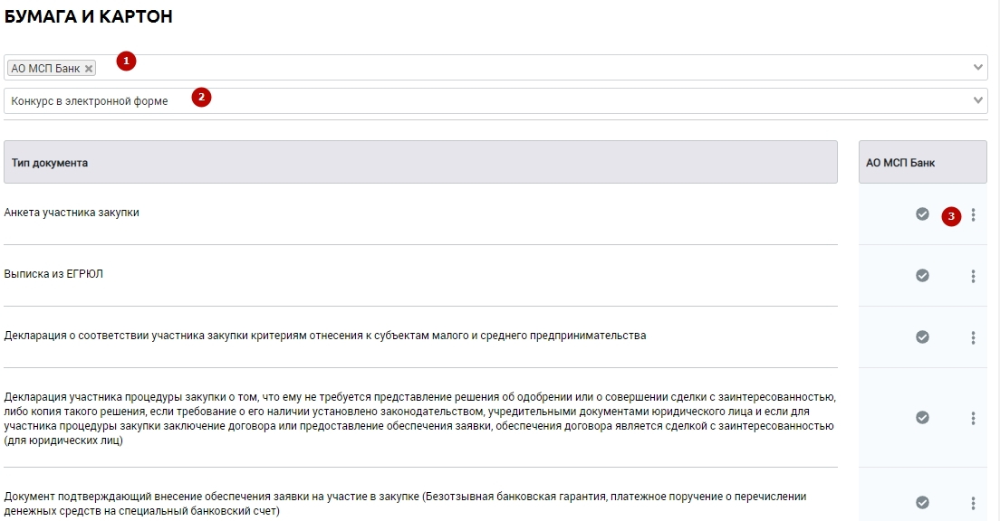 БУМАГА И КАРТОН
АО МСП Банк
1
Конкурс в электронной форме
2
Тип документа
АО МСП Банк
Анкета участника закупки
3
Выписка из ЕГРЮЛ
Декларация о соответствии участника закупки критериям отнесения к субъектам малого и среднего предпринимательства
Декларация участника процедуры закупки о том, что ему не требуется представление решения об одобрении или о совершении сделки с заинтересованностью,
либо копия такого решения, если требование о его наличии установлено законодательством, учредительными документами юридического лица и если для
участника процедуры закупки заключение договора или предоставление обеспечения заявки, обеспечения договора является сделкой с заинтересованностью
(для юридических лиц)
Документ подтверждающий внесение обеспечения заявки на участие в закупке (Безотзывная банковская гарантия, платежное поручение о перечислении
денежных средств на специальный банковский счет)